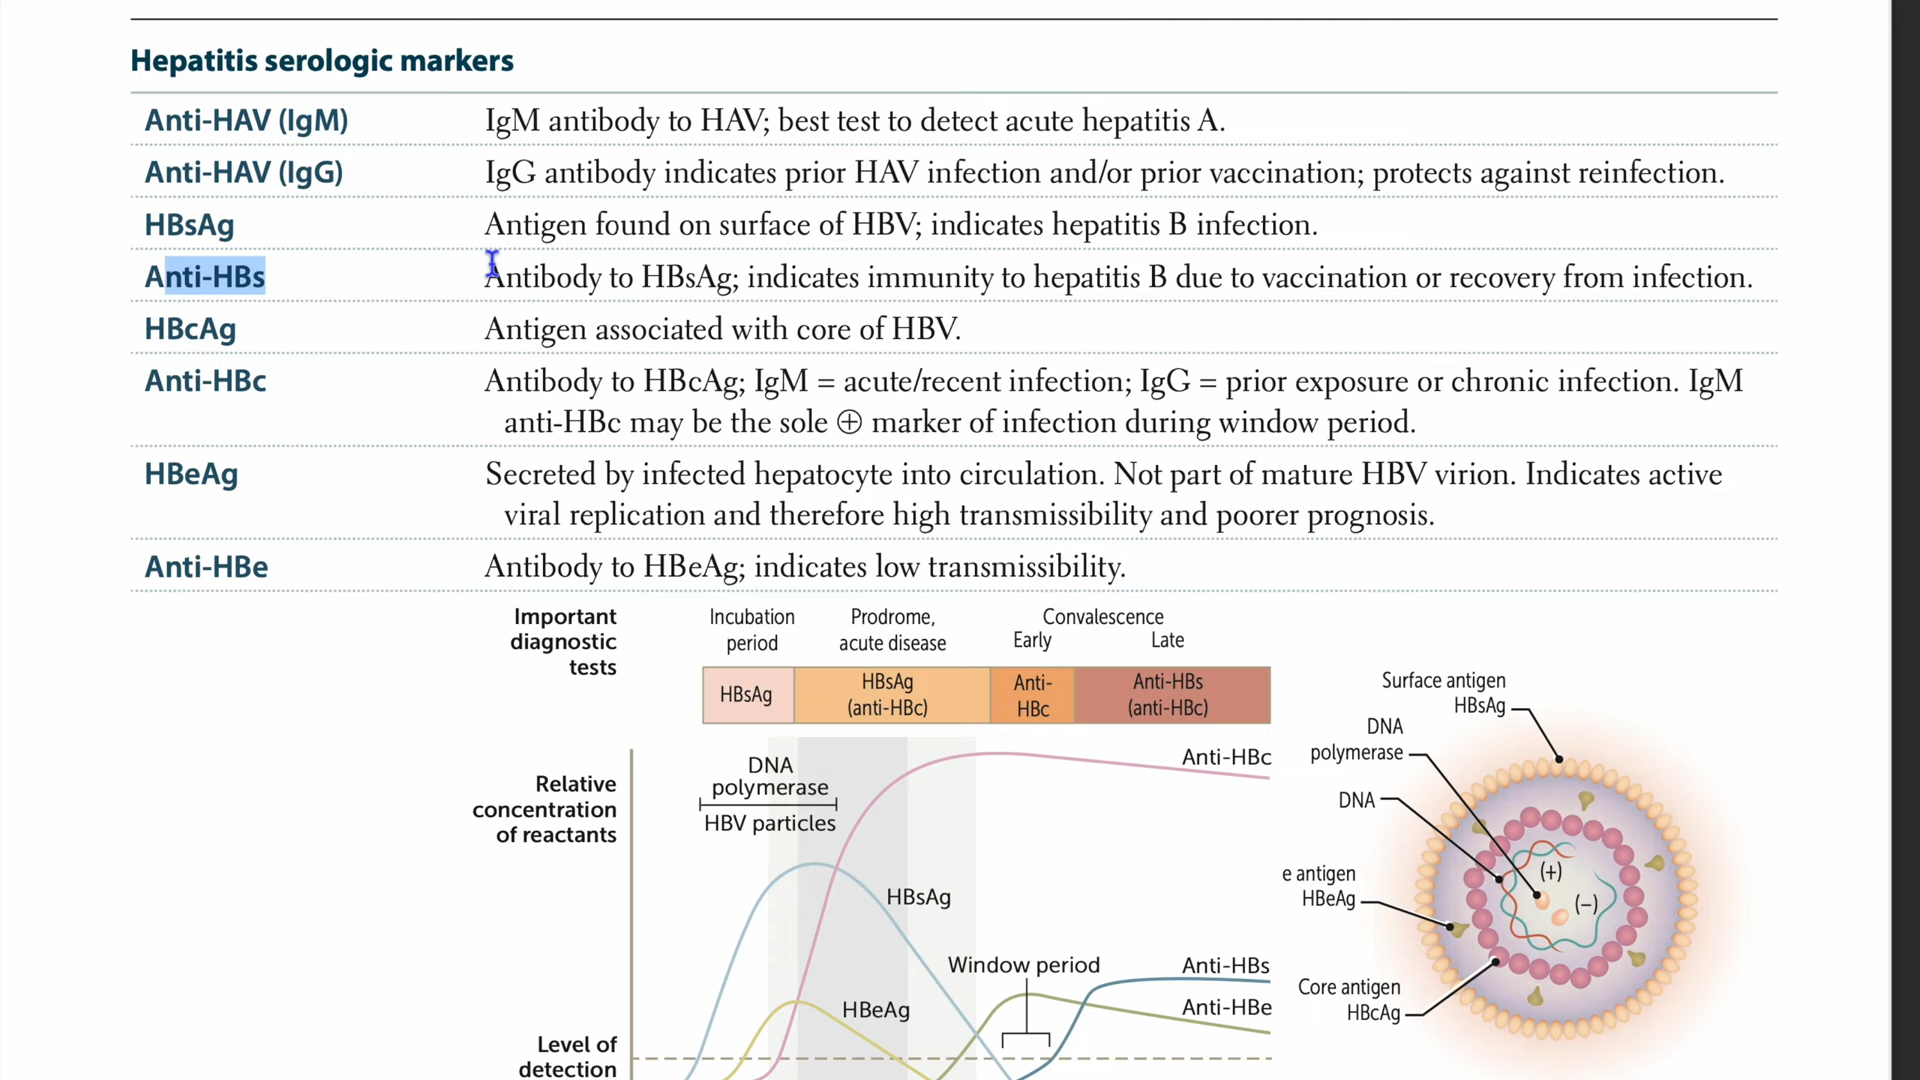 Hepatitis serologic markers
Anti-HAV (IgM) IgM antibody to HAV; best test to detect acute hepatitis A.
Anti-HAV (IgG) IgG antibody indicates prior HAV infection and/or prior vaccination; protects against reinfection.
HBsAg Antigen found on surface of HBV; indicates hepatitis B infection.
Anti-HBs Antibody to HBsAg; indicates immunity to hepatitis B due to vaccination or recovery from infection.
HBcAg Antigen associated with core of HBV.
Anti-HBc Antibody to HBcAg; IgM = acute/recent infection; IgG = prior exposure or chronic infection. IgM
anti-HBc may be the sole ⊕ marker of infection during window period.
HBeAg Secreted by infected hepatocyte into circulation. Not part of mature HBV virion. Indicates active
viral replication and therefore high transmissibility and poorer prognosis.
Anti-HBe Antibody to HBeAg; indicates low transmissibility.
Important
diagnostic
tests
Incubation
period
Prodrome,
acute disease
Convalescence
Early Late
HBsAg
HBsAg
(anti-HBc)
Anti-
HBc
Anti-HBs
(anti-HBc)
Relative
concentration
of reactants
DNA
polymerase
HBV particles
Anti-HBc
HBsAg
Window period
Anti-HBs
HBeAg
Anti-HBe
Level of
detection
Surface antigen
HBsAg
DNA
polymerase
DNA
(+)
(–)
e antigen
HBeAg
Core antigen
HBcAg